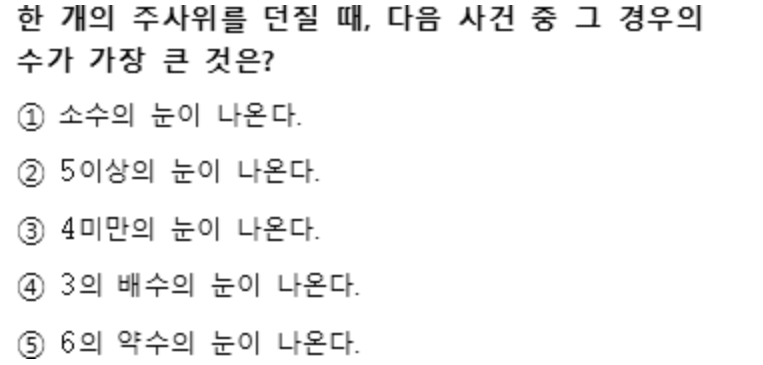 한 개의 주사위를 던질 때, 다음 사건 중 그 경우의
수가 가장 큰 것은?
① 소수의 눈이 나온다.
② 5이상의 눈이 나온다.
③ 4미만의 눈이 나온다.
④ 3의 배수의 눈이 나온다.
⑤ 6의 약수의 눈이 나온다.